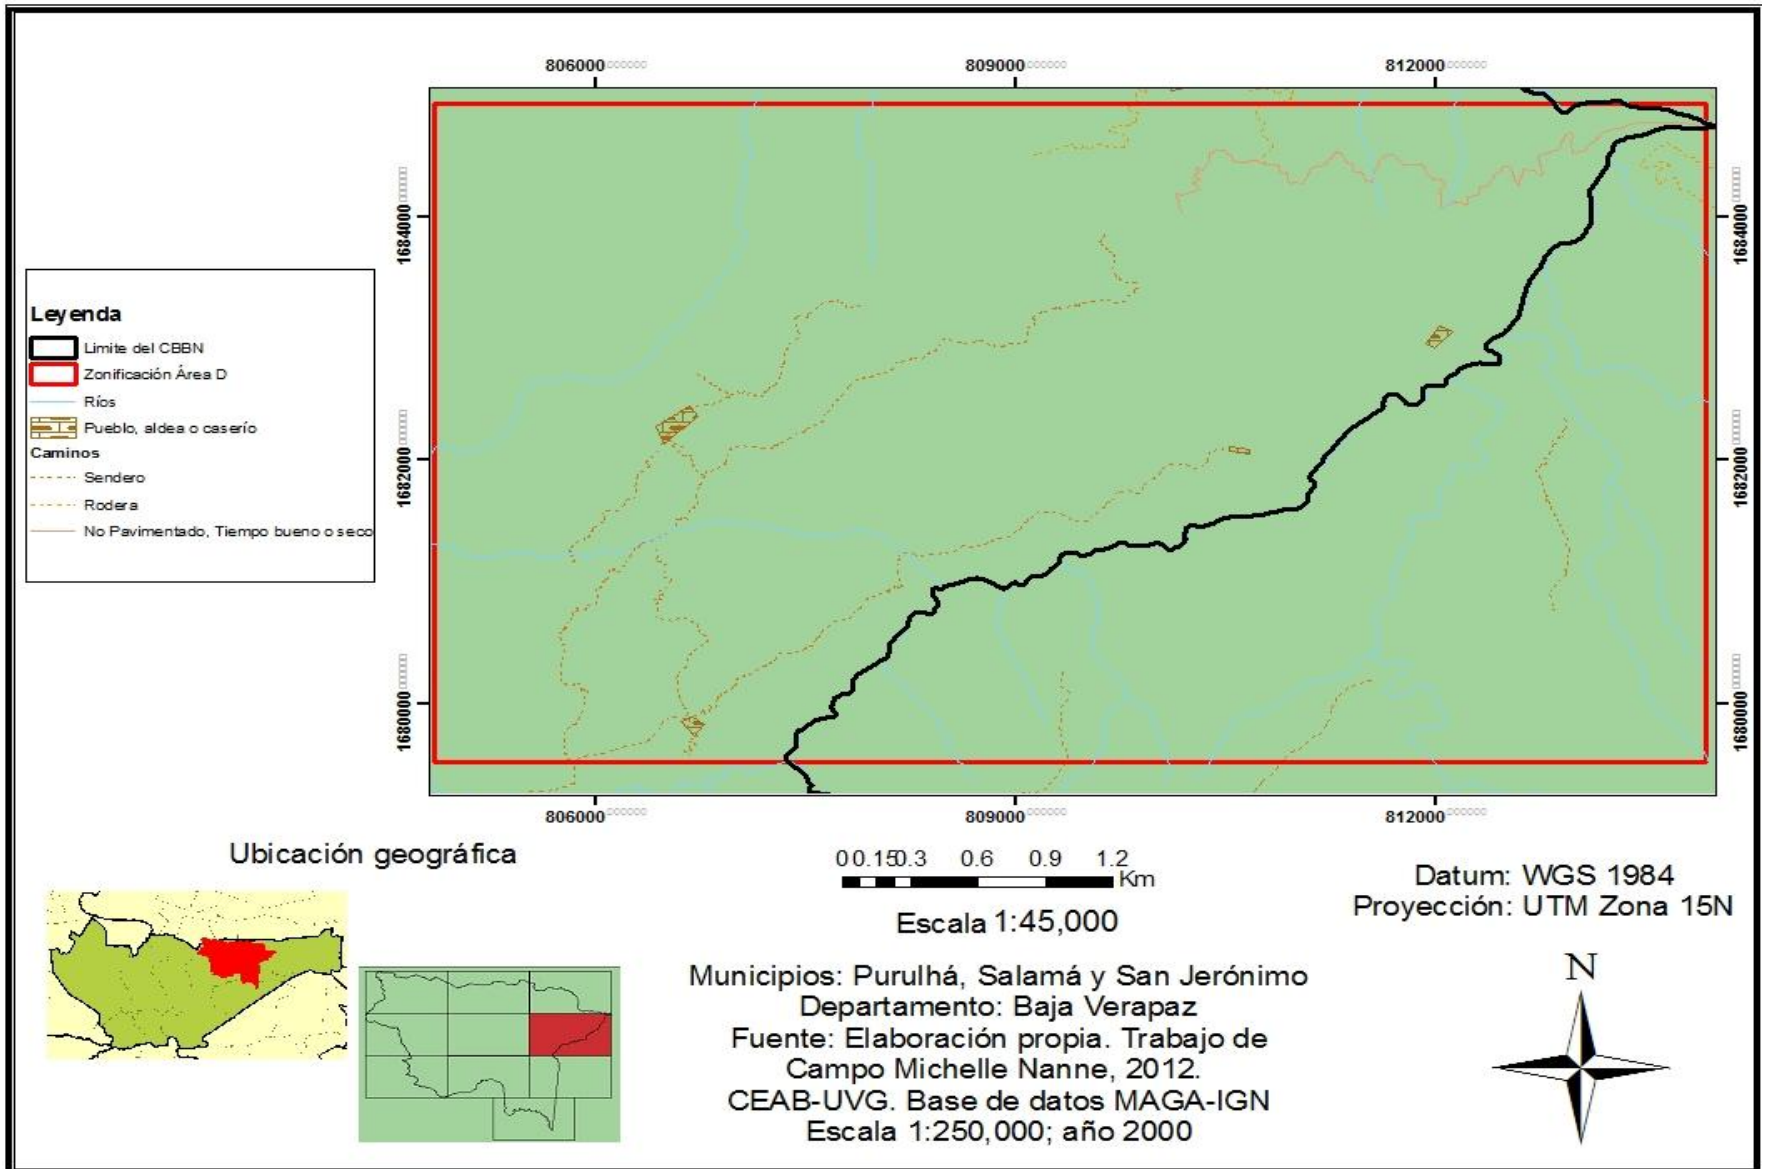 806000
809000
812000
1684000
1684000
1682000
1682000
1680000
1680000
806000
809000
812000
Leyenda
Limite del CBBN
Zonificación Área D
Ríos
Pueblo, aldea o caserío
Caminos
Sendero
Rodera
No Pavimentado, Tiempo bueno o seco
Ubicación geográfica
0 0.15 0.3 0.6 0.9 1.2
Km
Escala 1:45,000
Datum: WGS 1984
Proyección: UTM Zona 15N
N
Municipios: Purulhá, Salamá y San Jerónimo
Departamento: Baja Verapaz
Fuente: Elaboración propia. Trabajo de
Campo Michelle Nanne, 2012.
CEAB-UVG. Base de datos MAGA-IGN
Escala 1:250,000; año 2000